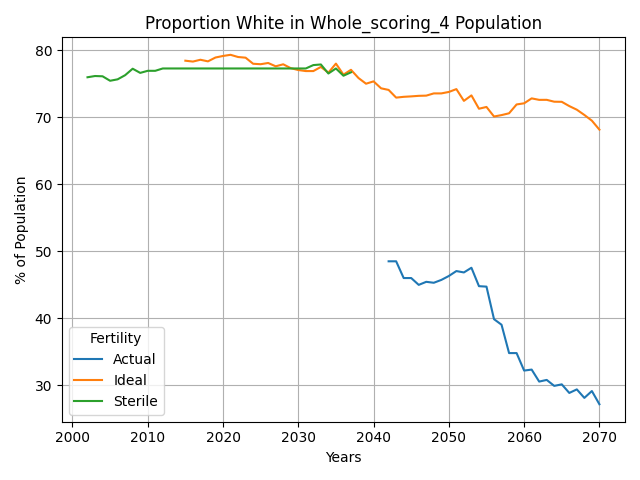 Proportion White in Whole_scoring_4 Population
% of Population
80
70
60
50
40
30
Fertility
Actual
Ideal
Sterile
2000 2010 2020 2030 2040 2050 2060 2070
Years